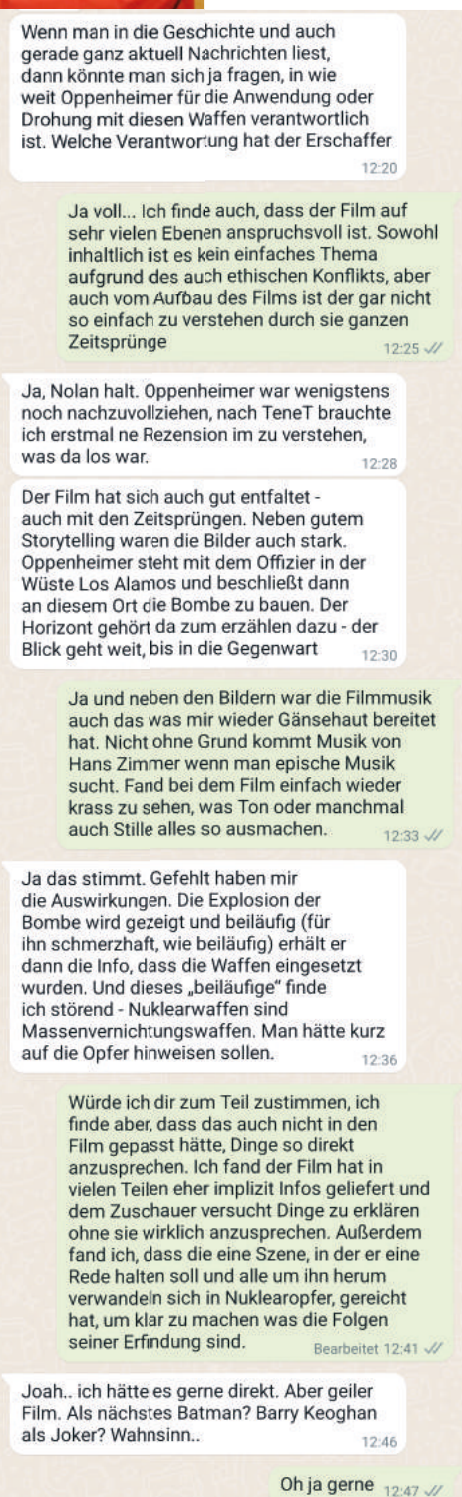 Wenn man in die Geschichte und auch
gerade ganz aktuell Nachrichten liest,
dann könnte man sich ja fragen, in wie
weit Oppenheimer für die Anwendung oder
Drohung mit diesen Waffen verantwortlich
ist. Welche Verantwortung hat der Erschaffer
12:20
Ja voll... Ich finde auch, dass der Film auf
sehr vielen Ebenen anspruchsvoll ist. Sowohl
inhaltlich ist es kein einfaches Thema
aufgrund des auch ethischen Konflikts, aber
auch vom Aufbau des Films ist der gar nicht
so einfach zu verstehen durch sie ganzen
Zeitsprünge
12:25
Ja, Nolan halt. Oppenheimer war wenigstens
noch nachzuvollziehen, nach TeneT brauchte
ich erstmal ne Rezension im zu verstehen,
was da los war.
12:28
Der Film hat sich auch gut entfaltet -
auch mit den Zeitsprüngen. Neben gutem
Storytelling waren die Bilder auch stark.
Oppenheimer steht mit dem Offizier in der
Wüste Los Alamos und beschließt dann
an diesem Ort die Bombe zu bauen. Der
Horizont gehört da zum erzählen dazu - der
Blick geht weit, bis in die Gegenwart
12:30
Ja und neben den Bildern war die Filmmusik
auch das was mir wieder Gänsehaut bereitet
hat. Nicht ohne Grund kommt Musik von
Hans Zimmer wenn man epische Musik
sucht. Fand bei dem Film einfach wieder
krass zu sehen, was Ton oder manchmal
auch Stille alles so ausmachen.
12:33
Ja das stimmt. Gefehlt haben mir
die Auswirkungen. Die Explosion der
Bombe wird gezeigt und beiläufig (für
ihn schmerzhaft, wie beiläufig) erhält er
dann die Info, dass die Waffen eingesetzt
wurden. Und dieses „beiläufige“ finde
ich störend - Nuklearwaffen sind
Massenvernichtungswaffen. Man hätte kurz
auf die Opfer hinweisen sollen.
12:36
Würde ich dir zum Teil zustimmen, ich
finde aber, dass das auch nicht in den
Film gepasst hätte, Dinge so direkt
anzusprechen. Ich fand der Film hat in
vielen Teilen eher implizit Infos geliefert und
dem Zuschauer versucht Dinge zu erklären
ohne sie wirklich anzusprechen. Außerdem
fand ich, dass die eine Szene, in der er eine
Rede halten soll und alle um ihn herum
verwandeln sich in Nuklearopfer, gereicht
hat, um klar zu machen was die Folgen
seiner Erfindung sind.
Bearbeitet 12:41
Joah.. ich hätte es gerne direkt. Aber geiler
Film. Als nächstes Batman? Barry Keoghan
als Joker? Wahnsinn..
12:46
Oh ja gerne 12:47